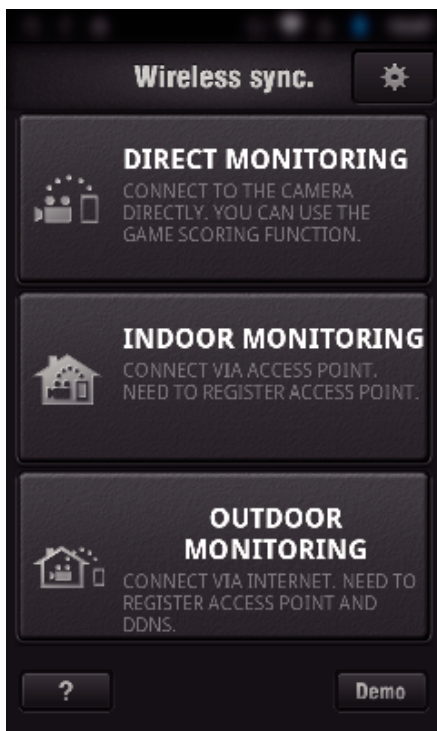 Wireless sync.
DIRECT MONITORING
CONNECT TO THE CAMERA
DIRECTLY. YOU CAN USE THE
GAME SCORING FUNCTION.
INDOOR MONITORING
CONNECT VIA ACCESS POINT.
NEED TO REGISTER ACCESS POINT.
OUTDOOR
MONITORING
CONNECT VIA INTERNET. NEED TO
REGISTER ACCESS POINT AND
DDNS.
?
Demo